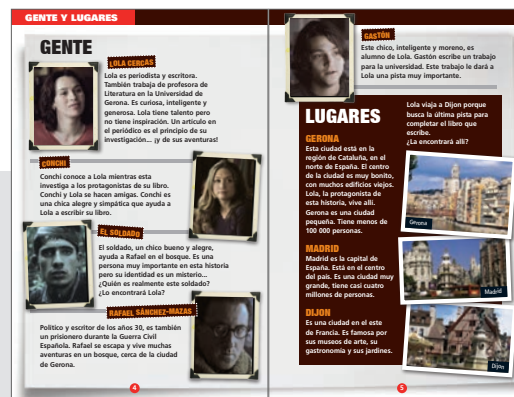 GENTE Y LUGARES
GENTE
LOLA CERCAS
Lola es periodista y escritora.
También trabaja de profesora de
Literatura en la Universidad de
Gerona. Es curiosa, inteligente y
generosa. Lola tiene talento pero
no tiene inspiración. Un artículo en
el periódico es el principio de su
investigación... ¡y de sus aventuras!
CONCHI
Conchi conoce a Lola mientras esta
investiga a los protagonistas de su libro.
Conchi y Lola se hacen amigas. Conchi es
una chica alegre y simpática que ayuda a
Lola a escribir su libro.
EL SOLDADO
El soldado, un chico bueno y alegre,
ayuda a Rafael en el bosque. Es una
persona muy importante en esta historia
pero su identidad es un misterio...
¿Quién es realmente este soldado?
¿Lo encontrará Lola?
RAFAEL SÁNCHEZ-MAZAS
Político y escritor de los años 30, es también
un prisionero durante la Guerra Civil
Española. Rafael se escapa y vive muchas
aventuras en un bosque, cerca de la ciudad
de Gerona.
4
GASTÓN
Este chico, inteligente y moreno, es
alumno de Lola. Gastón escribe un trabajo
para la universidad. Este trabajo le dará a
Lola una pista muy importante.
LUGARES
GERONA
Esta ciudad está en la
región de Cataluña, en el
norte de España. El centro
de la ciudad es muy bonito,
con muchos edificios viejos.
Lola, la protagonista de
esta historia, vive allí.
Gerona es una ciudad
pequeña. Tiene menos de
100 000 personas.
MADRID
Madrid es la capital de
España. Está en el centro
del país. Es una ciudad muy
grande, tiene casi cuatro
millones de personas.
DIJON
Es una ciudad en el este
de Francia. Es famosa por
sus museos de arte, su
gastronomía y sus jardines.
Lola viaja a Dijon porque
busca la última pista para
completar el libro que
escribe.
¿La encontrará allí?
Gerona
Madrid
Dijon
5